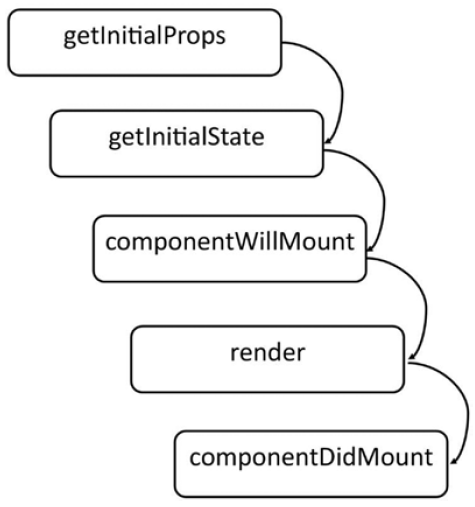 getInitialProps
getInitialState
componentWillMount
render
componentDidMount